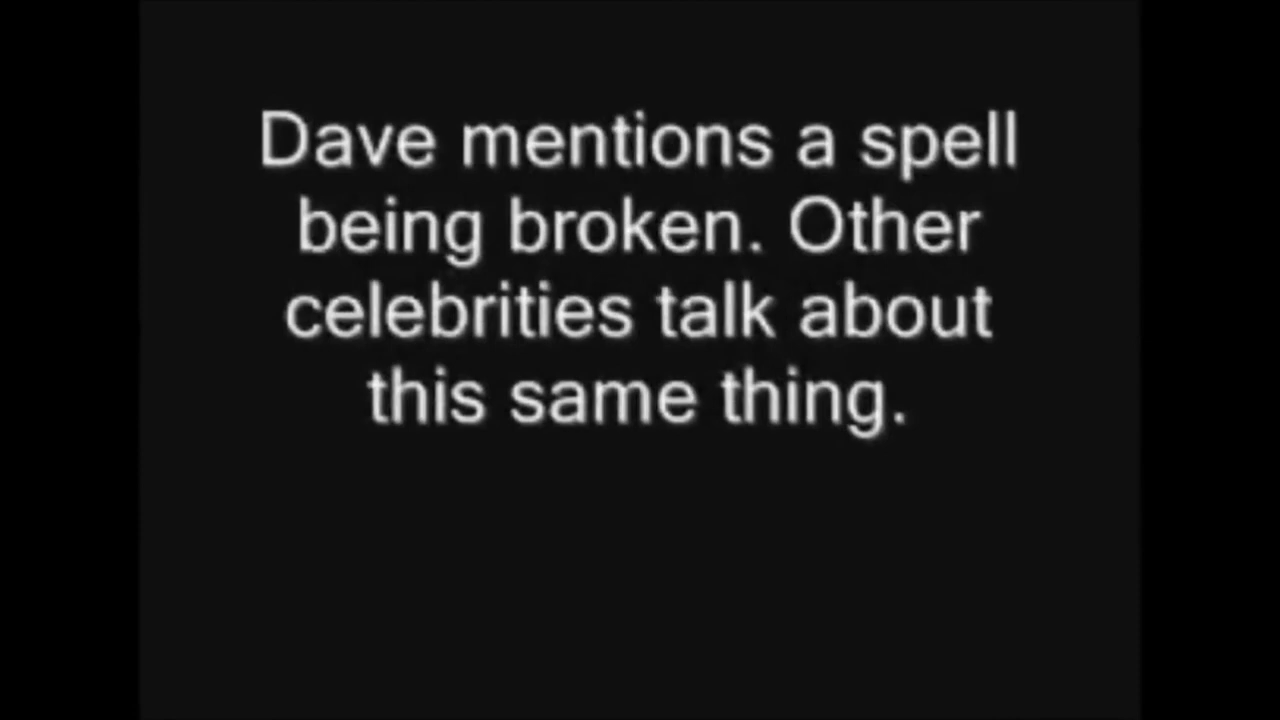 Dave mentions a spell
being broken. Other
celebrities talk about
this same thing.